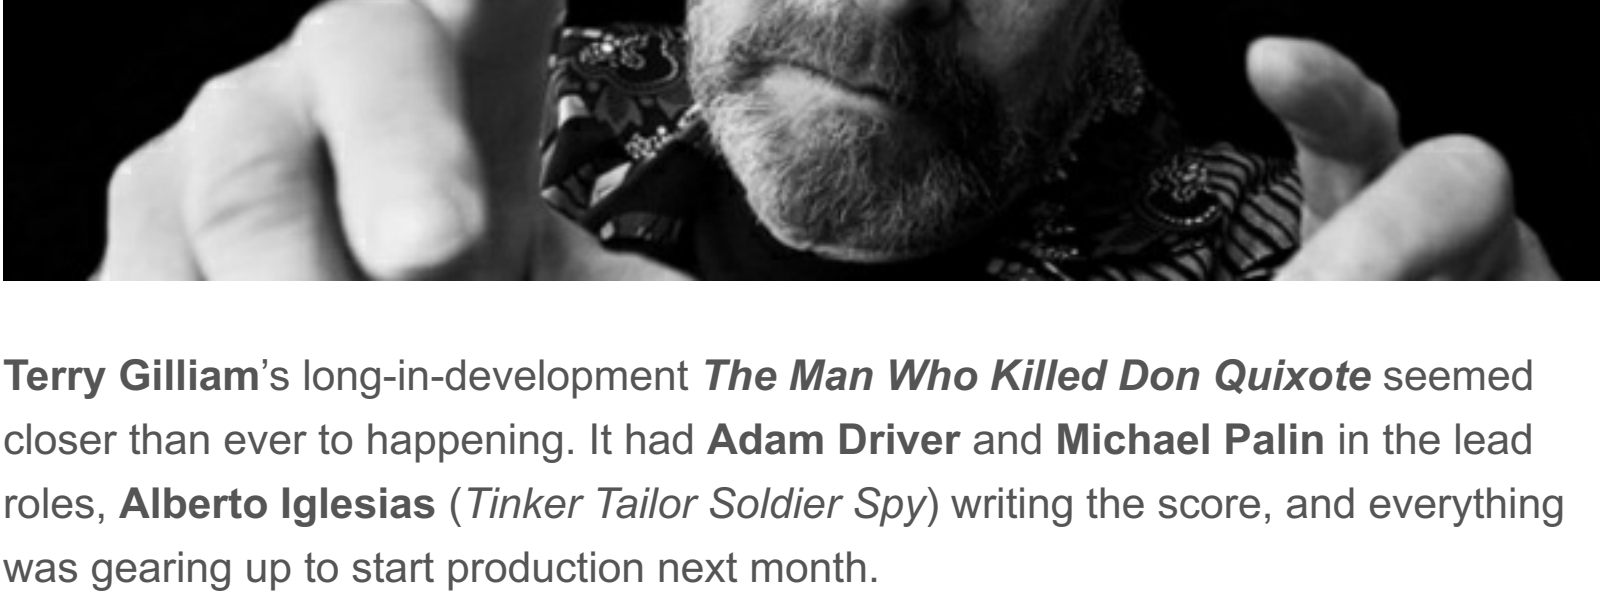 Terry Gilliam’s long-in-development The Man Who Killed Don Quixote seemed
closer than ever to happening. It had Adam Driver and Michael Palin in the lead
roles, Alberto Iglesias (Tinker Tailor Soldier Spy) writing the score, and everything
was gearing up to start production next month.